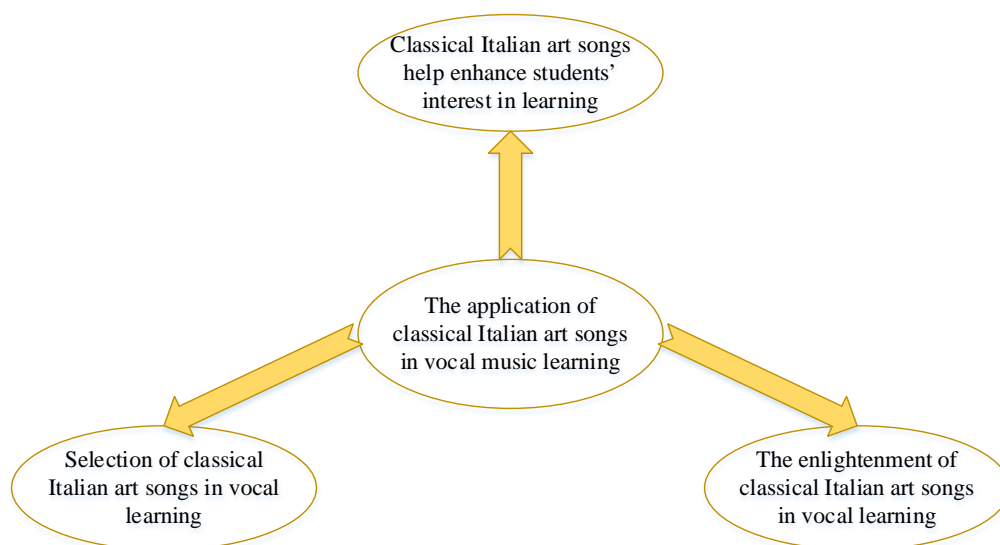 Classical Italian art songs
help enhance students’
interest in learning
The application of
classical Italian art songs
in vocal music learning
Selection of classical
Italian art songs in vocal
learning
The enlightenment of
classical Italian art songs
in vocal learning